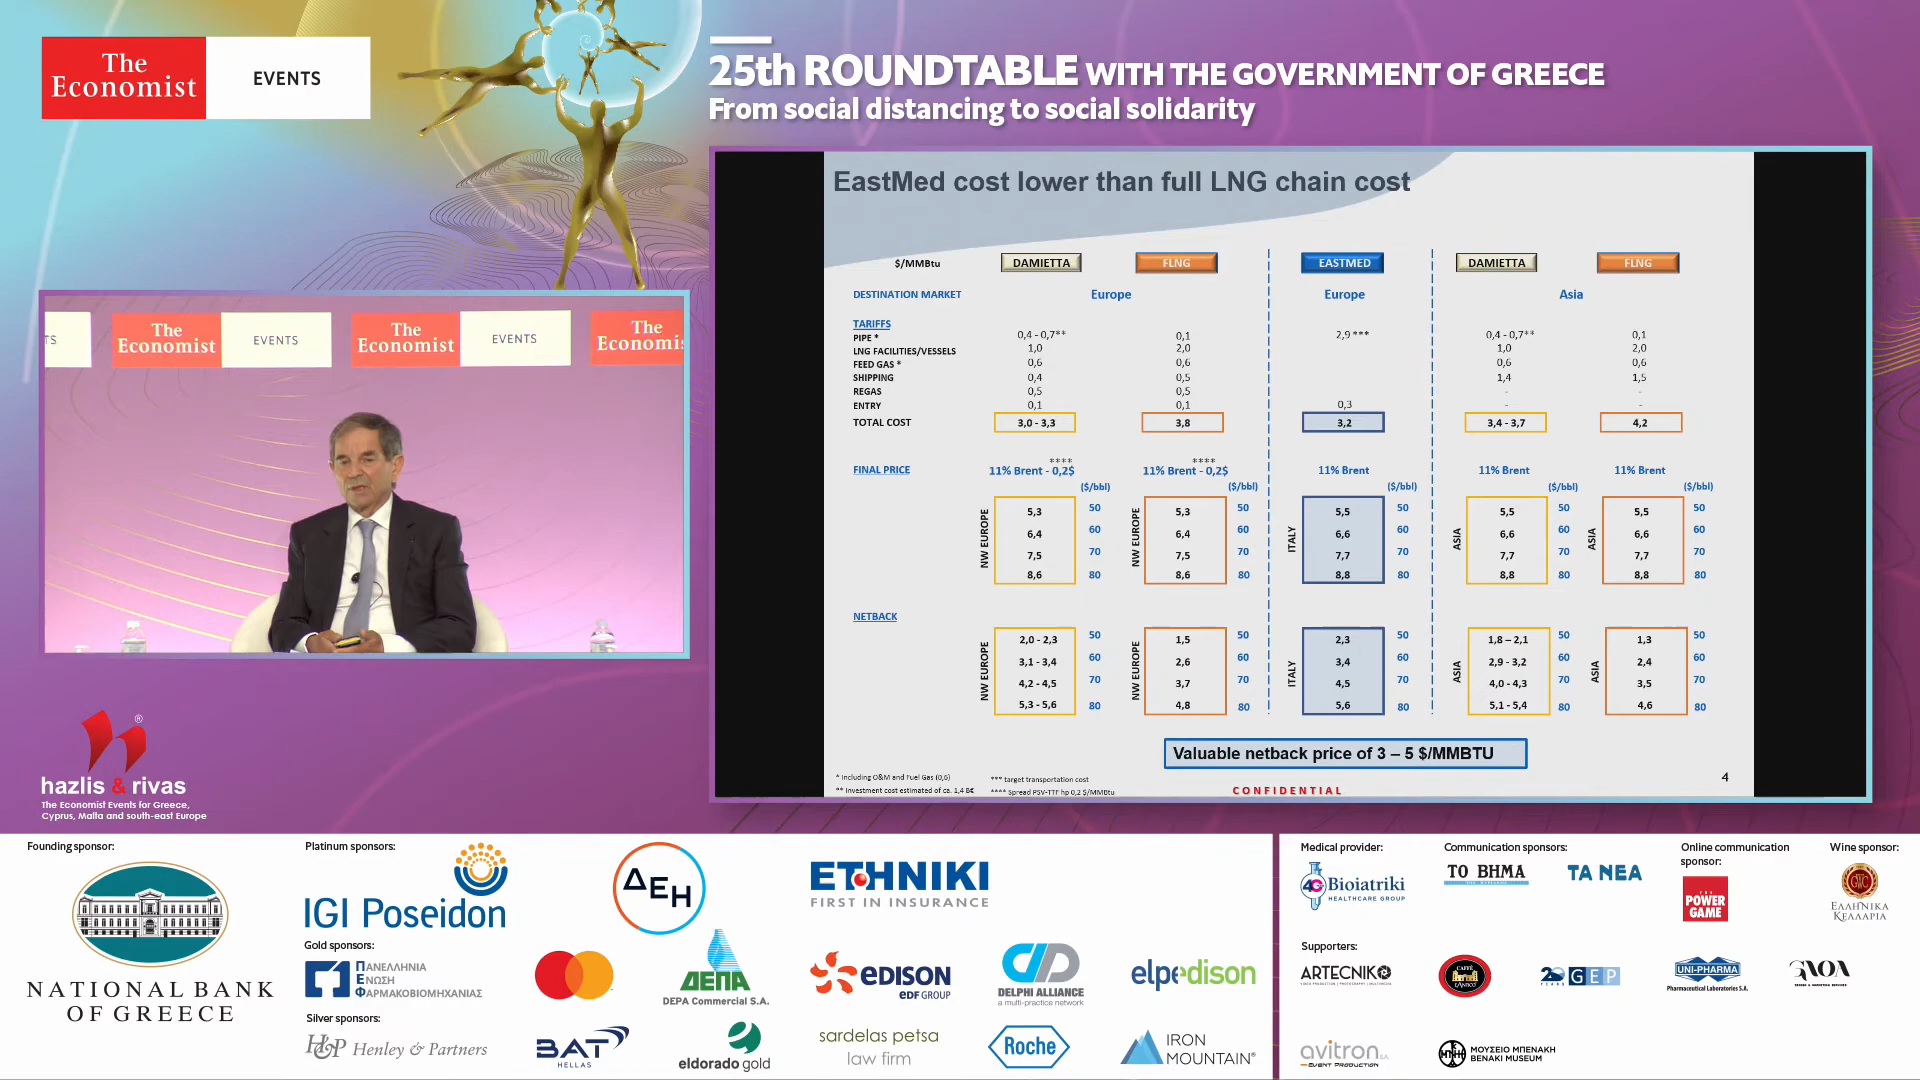 The
Economist
EVENTS
25th ROUNDTABLE WITH THE GOVERNMENT OF GREECE
From social distancing to social solidarity
TS
The
Economist
EVENTS
The
Economist
EVENTS
The
Economis
hazlis & rivas
®
The Economist Events for Greece,
Cyprus, Malta and south-east Europe
EastMed cost lower than full LNG chain cost
$/MMBtu DAMIETTA FLNG EASTMED DAMIETTA FLNG
DESTINATION MARKET Europe Europe Asia
TARIFFS
PIPE * 0,4 - 0,7** 0,1 2,9 *** 0,4 - 0,7** 0,1
LNG FACILITIES/VESSELS 1,0 2,0 1,0 2,0
FEED GAS * 0,6 0,6 0,6 0,6
SHIPPING 0,4 0,5 1,4 1,5
REGAS 0,5 0,5 - -
ENTRY 0,1 0,1 0,3 - -
TOTAL COST 3,0 - 3,3 3,8 3,2 3,4 - 3,7 4,2
**** ****
FINAL PRICE 11% Brent - 0,2$ 11% Brent - 0,2$ 11% Brent 11% Brent 11% Brent
($/bbl) ($/bbl) ($/bbl) ($/bbl) ($/bbl)
NW EUROPE NW EUROPE ITALY ASIA ASIA
5,3 50 5,3 50 5,5 50 5,5 50 5,5 50
6,4 60 6,4 60 6,6 60 6,6 60 6,6 60
7,5 70 7,5 70 7,7 70 7,7 70 7,7 70
8,6 80 8,6 80 8,8 80 8,8 80 8,8 80
NETBACK
NW EUROPE NW EUROPE ITALY ASIA ASIA
2,0 - 2,3 50 1,5 50 2,3 50 1,8 – 2,1 50 1,3 50
3,1 - 3,4 60 2,6 60 3,4 60 2,9 - 3,2 60 2,4 60
4,2 - 4,5 70 3,7 70 4,5 70 4,0 - 4,3 70 3,5 70
5,3 - 5,6 80 4,8 80 5,6 80 5,1 - 5,4 80 4,6 80
Valuable netback price of 3 – 5 $/MMBTU
* Including O&M and Fuel Gas (0,6) *** target transportation cost
** Investment cost estimated of ca. 1,4 B€ **** Spread PSV-TTF hp 0,2 $/MMBtu
CONFIDENTIAL
4
Founding sponsor:
NATIONAL BANK
OF GREECE
Platinum sponsors:
IGI Poseidon
ΔΕΗ
ETHNIKI
FIRST IN INSURANCE
Gold sponsors:
ΠΑΝΕΛΛΗΝΙΑ
ΕΝΩΣΗ
ΦΑΡΜΑΚΟΒΙΟΜΗΧΑΝΙΑΣ
ΔΕΠΑ
DEPA Commercial S.A.
EDISON
EDF GROUP
DELPHI ALLIANCE
a multi-practice network
elpedison
Silver sponsors:
H&P Henley & Partners
BAT
HELLAS
eldorado gold
sardelas petsa
law firm
Roche
IRON
MOUNTAIN®
Medical provider:
4G Bioiatriki
HEALTHCARE GROUP
Communication sponsors:
ΤΟ ΒΗΜΑ
ΤΑ ΝΕΑ
Online communication
sponsor:
THE
POWER
GAME
Wine sponsor:
GWC
ΕΛΛΗΝΙΚΑ
ΚΕΛΛΑΡΙΑ
Supporters:
ARTECNIKO
20 GEP
YEARS
UNI-PHARMA
Pharmaceutical Laboratories S.A.
avitron S.A.
EVENT PRODUCTION
ΜΟΥΣΕΙΟ ΜΠΕΝΑΚΗ
BENAKI MUSEUM